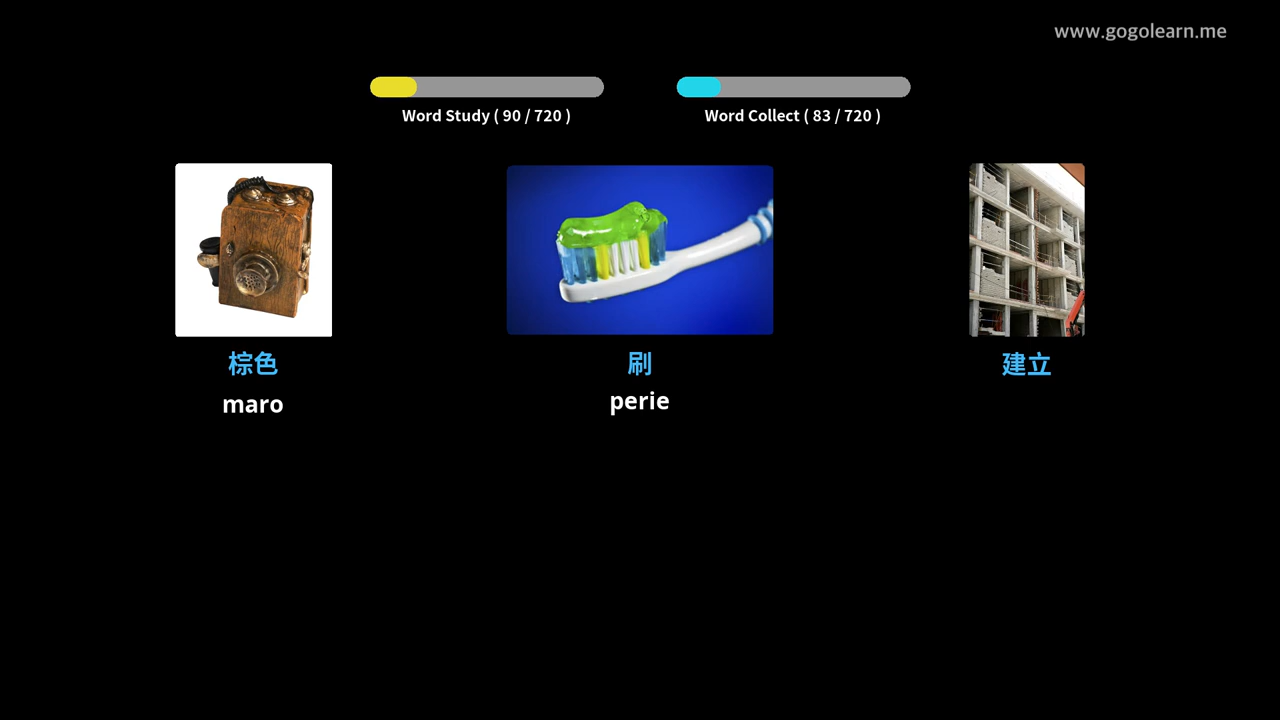 www.gogolearn.me
Word Study ( 90 / 720 )
Word Collect ( 83 / 720 )
棕色
刷
建立
maro
perie